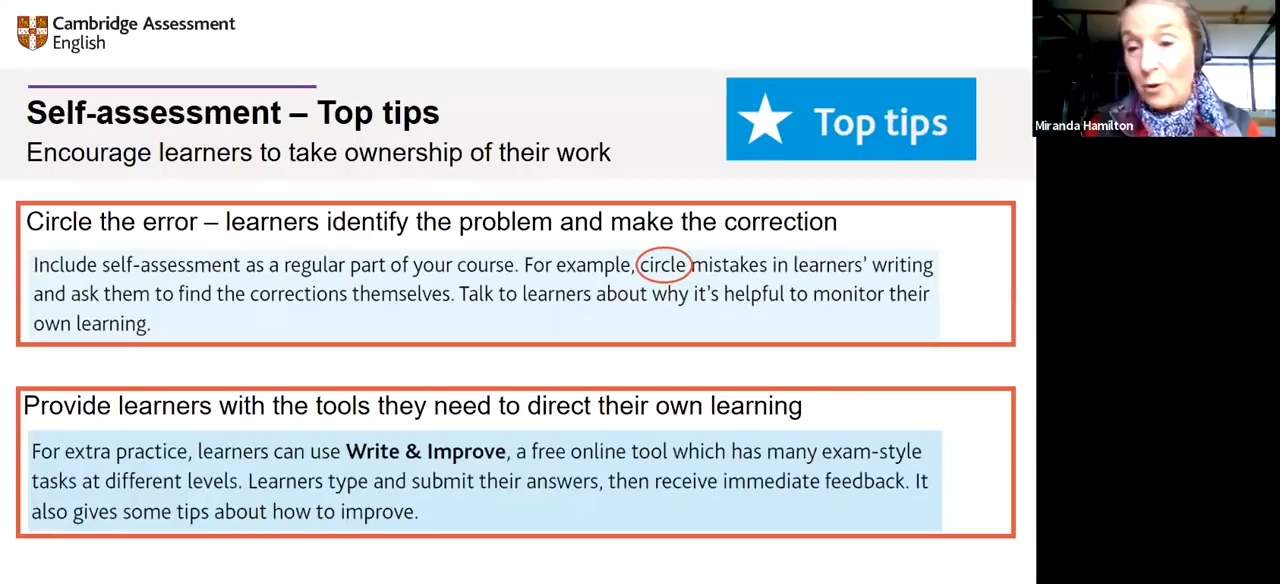 Cambridge Assessment
English
Self-assessment – Top tips
Encourage learners to take ownership of their work
Top tips
Miranda Hamilton
Circle the error – learners identify the problem and make the correction
Include self-assessment as a regular part of your course. For example, circle mistakes in learners' writing
and ask them to find the corrections themselves. Talk to learners about why it's helpful to monitor their
own learning.
Provide learners with the tools they need to direct their own learning
For extra practice, learners can use Write & Improve, a free online tool which has many exam-style
tasks at different levels. Learners type and submit their answers, then receive immediate feedback. It
also gives some tips about how to improve.